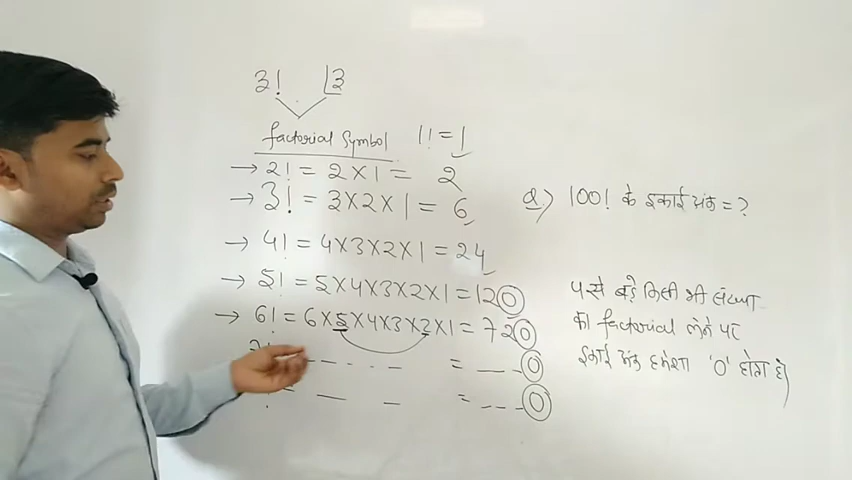 3! |3
factorial symbol 1! = 1
→ 2! = 2×1 = 2
→ 3! = 3×2×1 = 6
→ 4! = 4×3×2×1 = 24
→ 5! = 5×4×3×2×1 = 120
→ 6! = 6×5×4×3×2×1 = 720
- - - - - = - - - 0
! = - - = - - - 0
Q.) 100! के इकाई अंक = ?
4 से बड़े किसी भी संख्या
का factorial लेने पर
इकाई अंक हमेशा '0' होता है